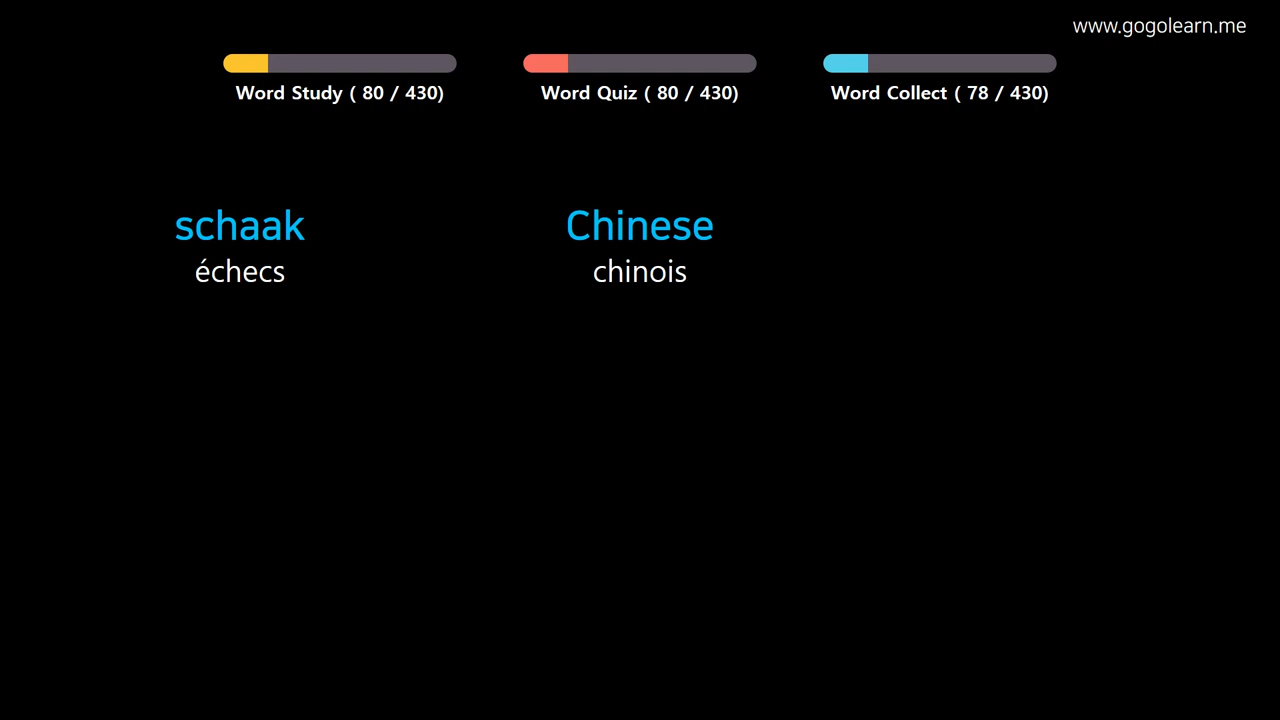 www.gogolearn.me
Word Study ( 80 / 430)
Word Quiz ( 80 / 430)
Word Collect ( 78 / 430)
schaak
échecs
Chinese
chinois